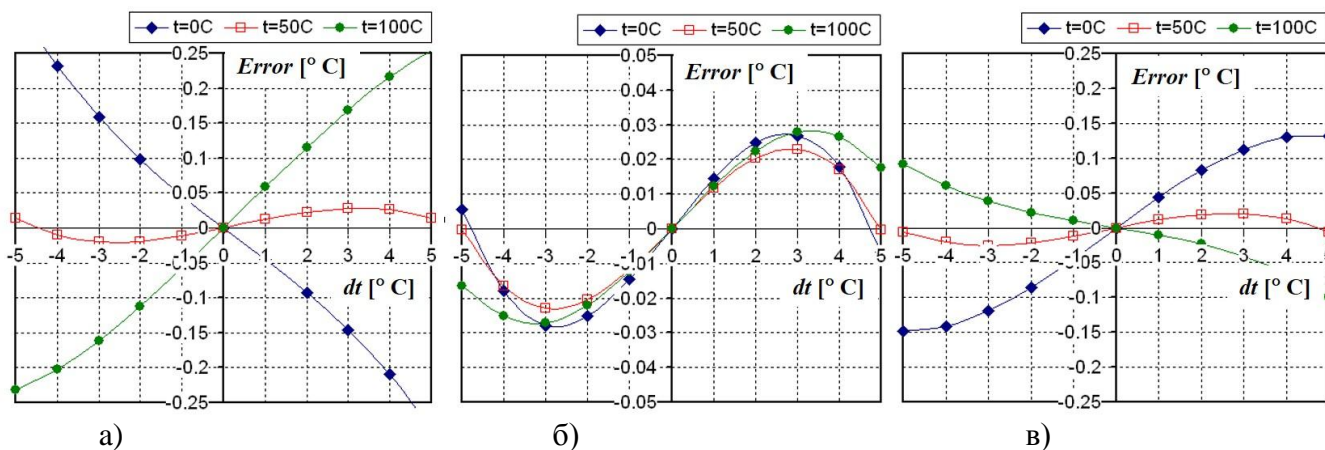 t=0C t=50C t=100C
Error [° C]
0.25
0.2
0.15
0.1
0.05
0
-0.05
-0.1
-0.15
-0.2
-0.25
-5 -4 -3 -2 -1 0 1 2 3 4 5
dt [° C]
а)
t=0C t=50C t=100C
Error [° C]
0.05
0.04
0.03
0.02
0.01
0
-0.01
-0.02
-0.03
-0.04
-0.05
-5 -4 -3 -2 -1 0 1 2 3 4 5
dt [° C]
б)
t=0C t=50C t=100C
Error [° C]
0.25
0.2
0.15
0.1
0.05
0
-0.05
-0.1
-0.15
-0.2
-0.25
-5 -4 -3 -2 -1 0 1 2 3 4 5
dt [° C]
в)